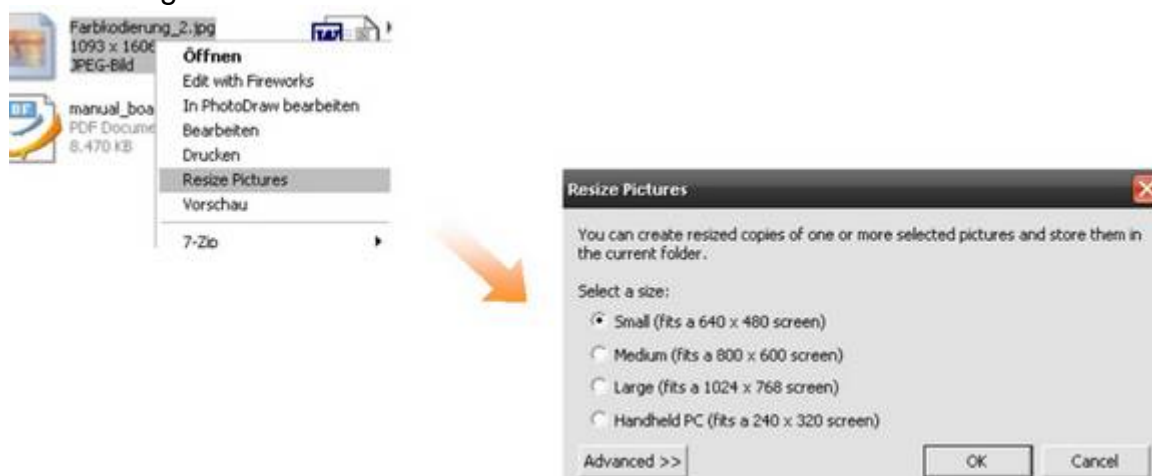 Farbkodierung_2.jpg
1093 x 1606
JPEG-Bild
manual_boa
PDF Docume
8.470 KB
Öffnen
Edit with Fireworks
In PhotoDraw bearbeiten
Bearbeiten
Drucken
Resize Pictures
Vorschau
7-Zip
Resize Pictures
You can create resized copies of one or more selected pictures and store them in
the current folder.
Select a size:
Small (fits a 640 x 480 screen)
Medium (fits a 800 x 600 screen)
Large (fits a 1024 x 768 screen)
Handheld PC (fits a 240 x 320 screen)
Advanced >>
OK
Cancel